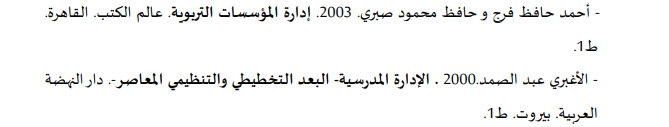 - أحمد حافظ فرج و حافظ محمود صبري. 2003. إدارة المؤسسات التربوية. عالم الكتب. القاهرة.
ط1.
- الأغبري عبد الصمد.2000 . الإدارة المدرسية- البعد التخطيطي والتنظيمي المعاصر-. دار النهضة
العربية. بيروت. ط1.